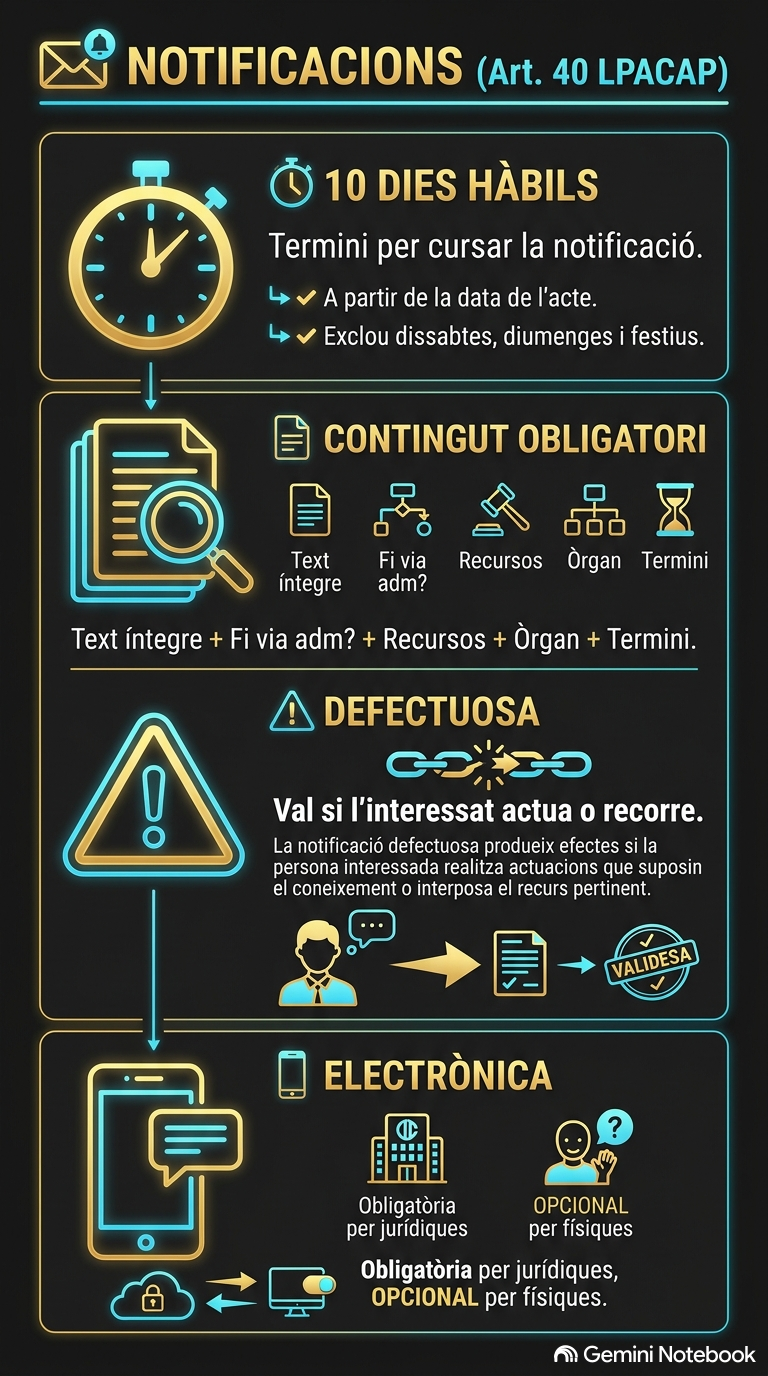 NOTIFICACIONS (Art. 40 LPACAP)
10 DIES HÀBILS
Termini per cursar la notificació.
A partir de la data de l'acte.
Exclou dissabtes, diumenges i festius.
CONTINGUT OBLIGATORI
Text
íntegre
Fi via
adm?
Recursos
Òrgan
Termini
Text íntegre + Fi via adm? + Recursos + Òrgan + Termini.
DEFECTUOSA
Val si l'interessat actua o recorre.
La notificació defectuosa produeix efectes si la
persona interessada realitza actuacions que suposin
el coneixement o interposa el recurs pertinent.
VALIDESA
ELECTRÒNICA
Obligatòria
per jurídiques
?
OPCIONAL
per físiques
Obligatòria per jurídiques,
OPCIONAL per físiques.
Gemini Notebook